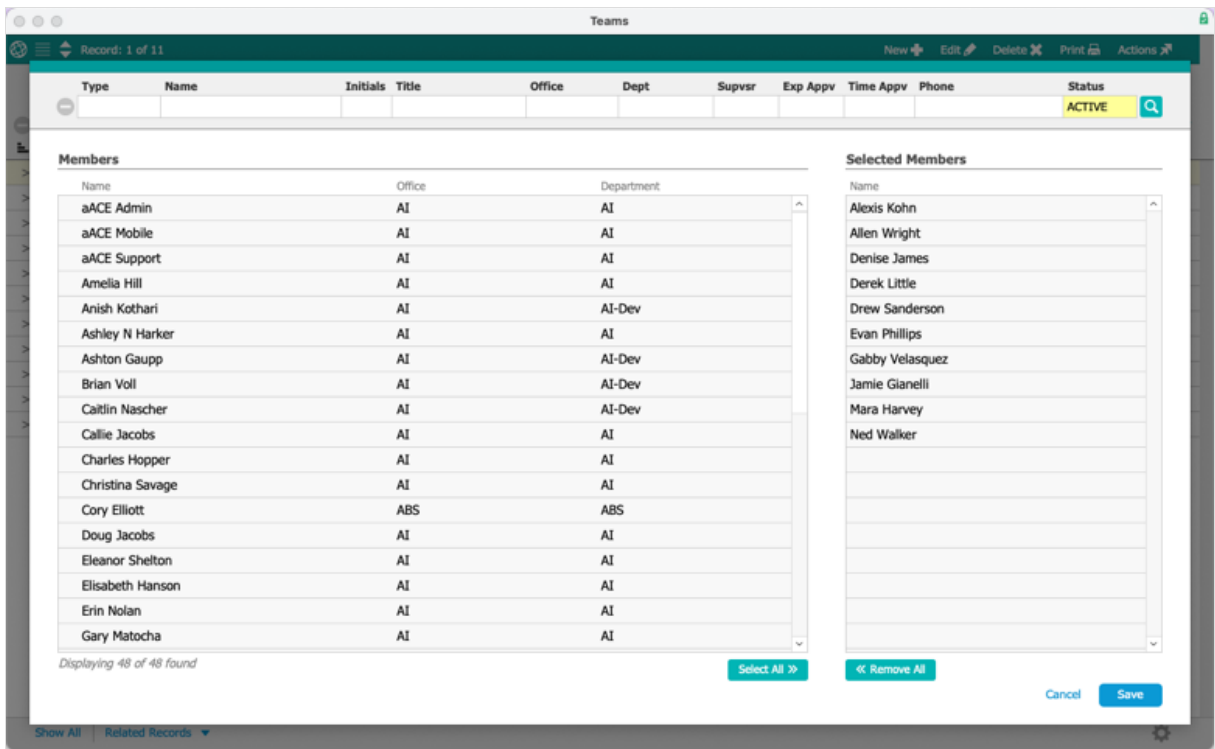 Teams
Record: 1 of 11 New Edit Delete Print Actions
Type Name Initials Title Office Dept Supvsr Exp Appv Time Appv Phone Status
ACTIVE
Members Selected Members
Name Office Department Name
aACE Admin AI AI Alexis Kohn
aACE Mobile AI AI Allen Wright
aACE Support AI AI Denise James
Amelia Hill AI AI Derek Little
Anish Kothari AI AI-Dev Drew Sanderson
Ashley N Harker AI AI Evan Phillips
Ashton Gaupp AI AI-Dev Gabby Velasquez
Brian Voll AI AI-Dev Jamie Gianelli
Caitlin Nascher AI AI-Dev Mara Harvey
Callie Jacobs AI AI Ned Walker
Charles Hopper AI AI
Christina Savage AI AI
Cory Elliott ABS ABS
Doug Jacobs AI AI
Eleanor Shelton AI AI
Elisabeth Hanson AI AI
Erin Nolan AI AI
Gary Matocha AI AI
Displaying 48 of 48 found Select All » « Remove All
Cancel Save
Show All Related Records